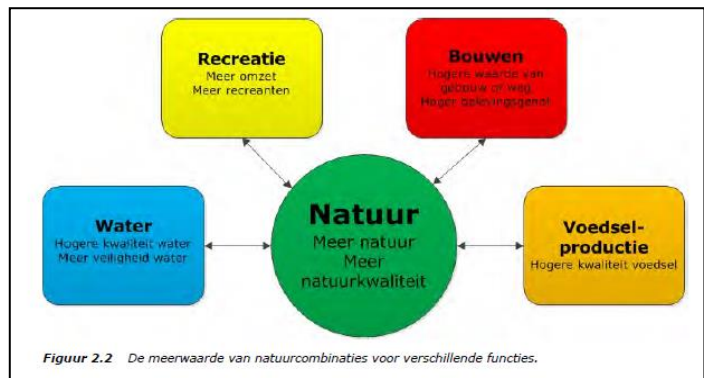 Recreatie
Meer omzet
Meer recreanten
Bouwen
Hogere waarde van
gebouw of weg
Hoger belevingsgenot
Water
Hogere kwaliteit water
Meer veiligheid water
Natuur
Meer natuur
Meer
natuurkwaliteit
Voedsel-
productie
Hogere kwaliteit voedsel
Figuur 2.2 De meerwaarde van natuurcombinaties voor verschillende functies.